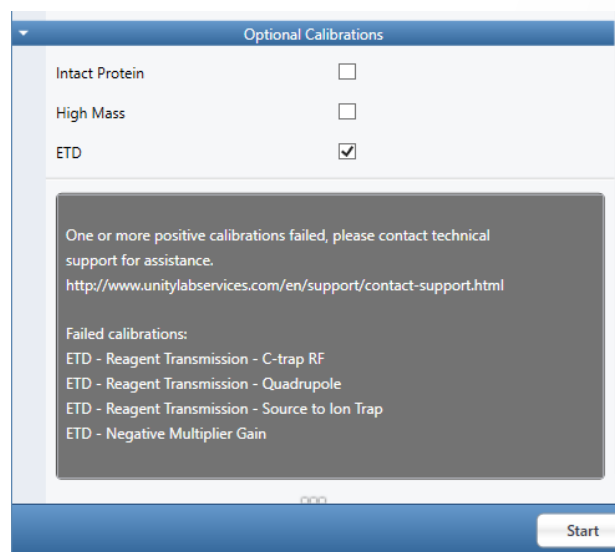 Optional Calibrations
Intact Protein
High Mass
ETD
One or more positive calibrations failed, please contact technical
support for assistance.
http://www.unitylabservices.com/en/support/contact-support.html
Failed calibrations:
ETD - Reagent Transmission - C-trap RF
ETD - Reagent Transmission - Quadrupole
ETD - Reagent Transmission - Source to Ion Trap
ETD - Negative Multiplier Gain
Start